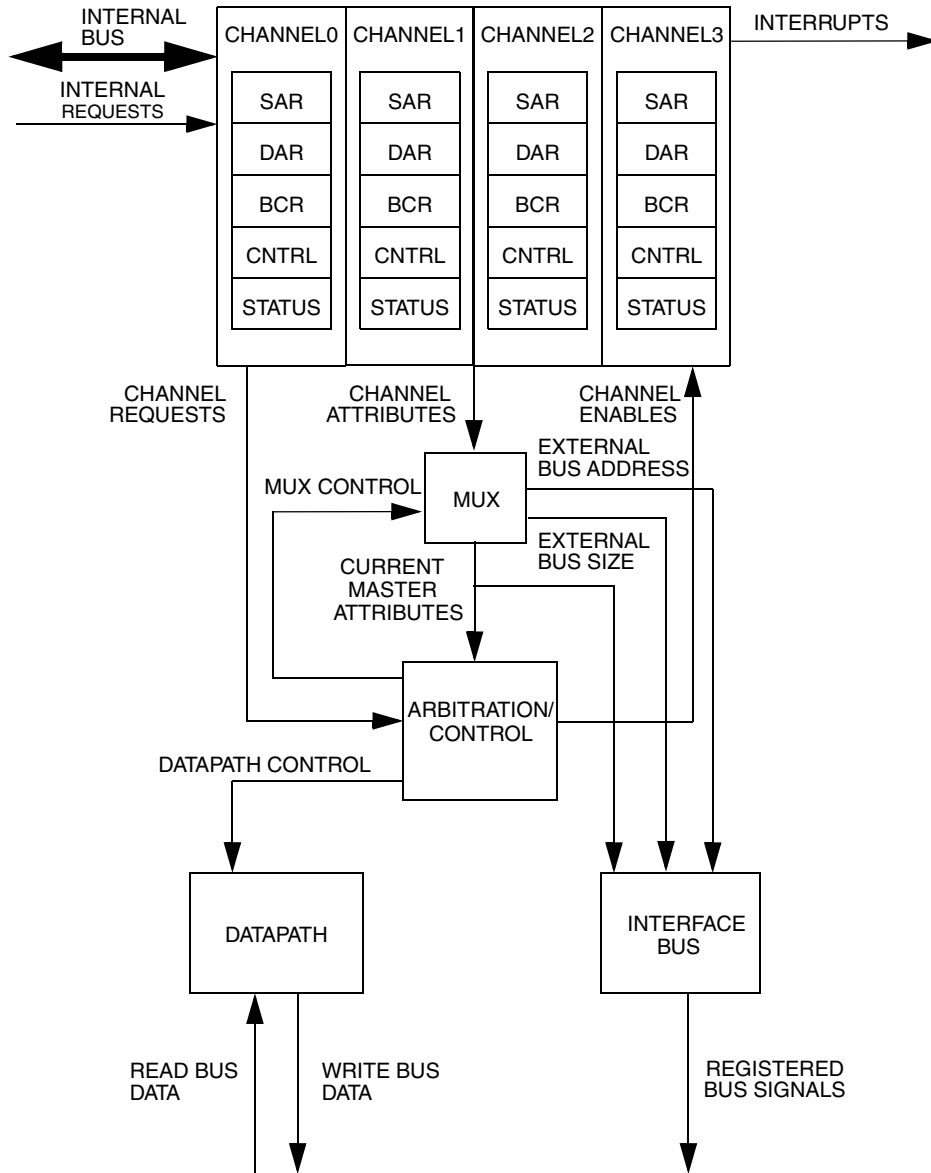 INTERNAL
BUS
CHANNEL0
CHANNEL1
CHANNEL2
CHANNEL3
INTERRUPTS
INTERNAL
REQUESTS
SAR
SAR
SAR
SAR
DAR
DAR
DAR
DAR
BCR
BCR
BCR
BCR
CNTRL
CNTRL
CNTRL
CNTRL
STATUS
STATUS
STATUS
STATUS
CHANNEL
REQUESTS
CHANNEL
ATTRIBUTES
CHANNEL
ENABLES
EXTERNAL
BUS ADDRESS
MUX CONTROL
MUX
EXTERNAL
BUS SIZE
CURRENT
MASTER
ATTRIBUTES
ARBITRATION/
CONTROL
DATAPATH CONTROL
DATAPATH
INTERFACE
BUS
READ BUS
DATA
WRITE BUS
DATA
REGISTERED
BUS SIGNALS